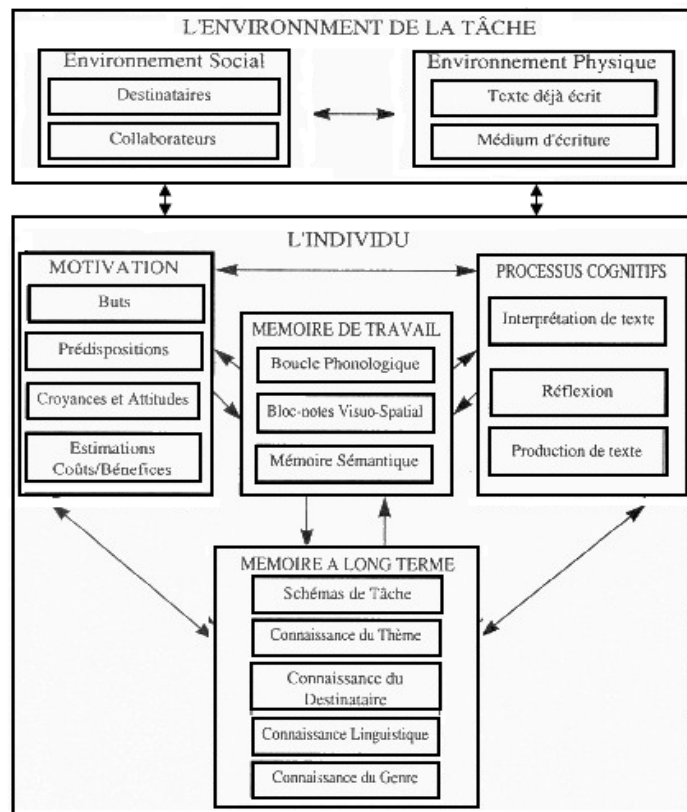 L'ENVIRONNMENT DE LA TÂCHE
Environnement Social
Destinataires
Collaborateurs
Environnement Physique
Texte déjà écrit
Médium d'écriture
L'INDIVIDU
MOTIVATION
Buts
Prédispositions
Croyances et Attitudes
Estimations
Coûts/Bénefices
MEMOIRE DE TRAVAIL
Boucle Phonologique
Bloc-notes Visuo-Spatial
Mémoire Sémantique
PROCESSUS COGNITIFS
Interprétation de texte
Réflexion
Production de texte
MEMOIRE A LONG TERME
Schémas de Tâche
Connaissance du Thème
Connaissance du
Destinataire
Connaissance Linguistique
Connaissance du Genre